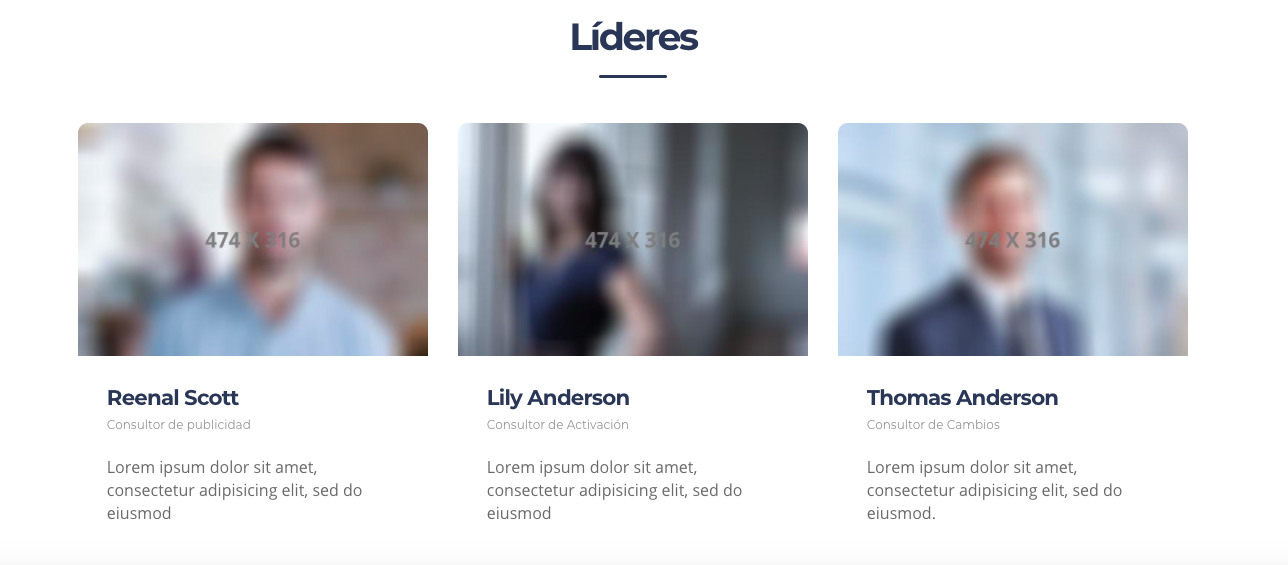 Líderes
474 X 316
474 X 316
474 X 316
Reenal Scott
Consultor de publicidad
Lorem ipsum dolor sit amet,
consectetur adipisicing elit, sed do
eiusmod
Lily Anderson
Consultor de Activación
Lorem ipsum dolor sit amet,
consectetur adipisicing elit, sed do
eiusmod
Thomas Anderson
Consultor de Cambios
Lorem ipsum dolor sit amet,
consectetur adipisicing elit, sed do
eiusmod.